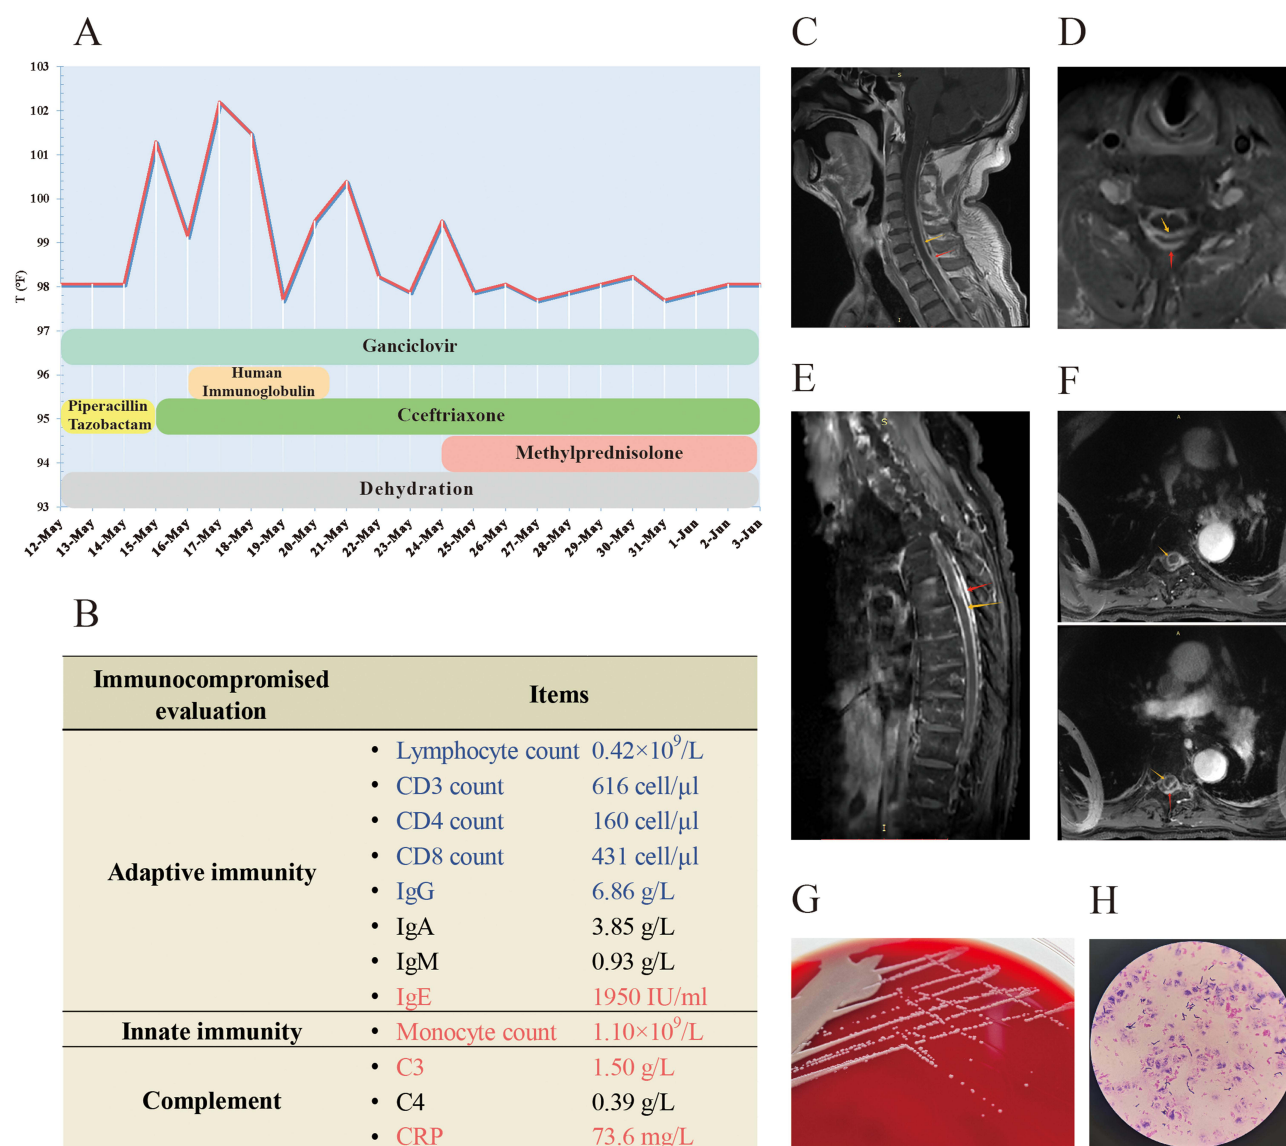 A
T (°F)
103
102
101
100
99
98
97
96
95
94
93
Ganciclovir
Human
Immunoglobulin
Piperacillin
Tazobactam
Cceftriaxone
Methylprednisolone
Dehydration
12-May
13-May
14-May
15-May
16-May
17-May
18-May
19-May
20-May
21-May
22-May
23-May
24-May
25-May
26-May
27-May
28-May
29-May
30-May
31-May
1-Jun
2-Jun
3-Jun
B
Immunocompromised
evaluation
Items
Adaptive immunity
• Lymphocyte count 0.42×10⁹/L
• CD3 count 616 cell/µl
• CD4 count 160 cell/µl
• CD8 count 431 cell/µl
• IgG 6.86 g/L
• IgA 3.85 g/L
• IgM 0.93 g/L
• IgE 1950 IU/ml
Innate immunity
• Monocyte count 1.10×10⁹/L
Complement
• C3 1.50 g/L
• C4 0.39 g/L
• CRP 73.6 mg/L
C
S
I
D
E
S
I
F
A
A
G
H